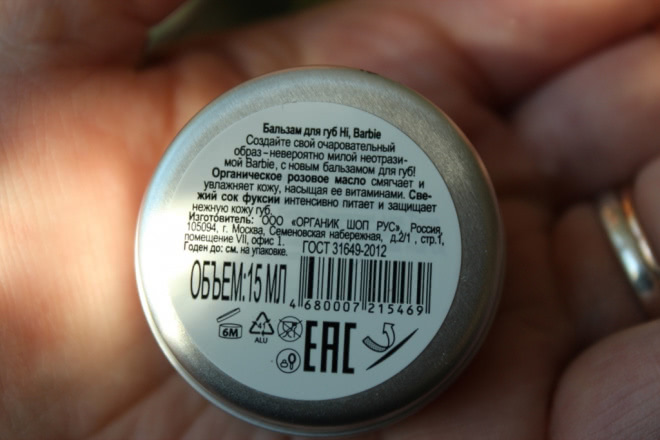 Бальзам для губ Hi, Barbie
Создайте свой очаровательный
образ – невероятно милой неотрази-
мой Barbie, с новым бальзамом для губ!
Органическое розовое масло смягчает и
увлажняет кожу, насыщая ее витаминами. Све-
жий сок фуксии интенсивно питает и защищает
нежную кожу губ.
Изготовитель: ООО «ОРГАНИК ШОП РУС», Россия,
105094, г. Москва, Семеновская набережная, д.2/1 , стр.1,
помещение VII, офис 1.
Годен до: см. на упаковке. ГОСТ 31649-2012
ОБЪЕМ:15 МЛ
4 680007 215469
6M
41
ALU
EAC